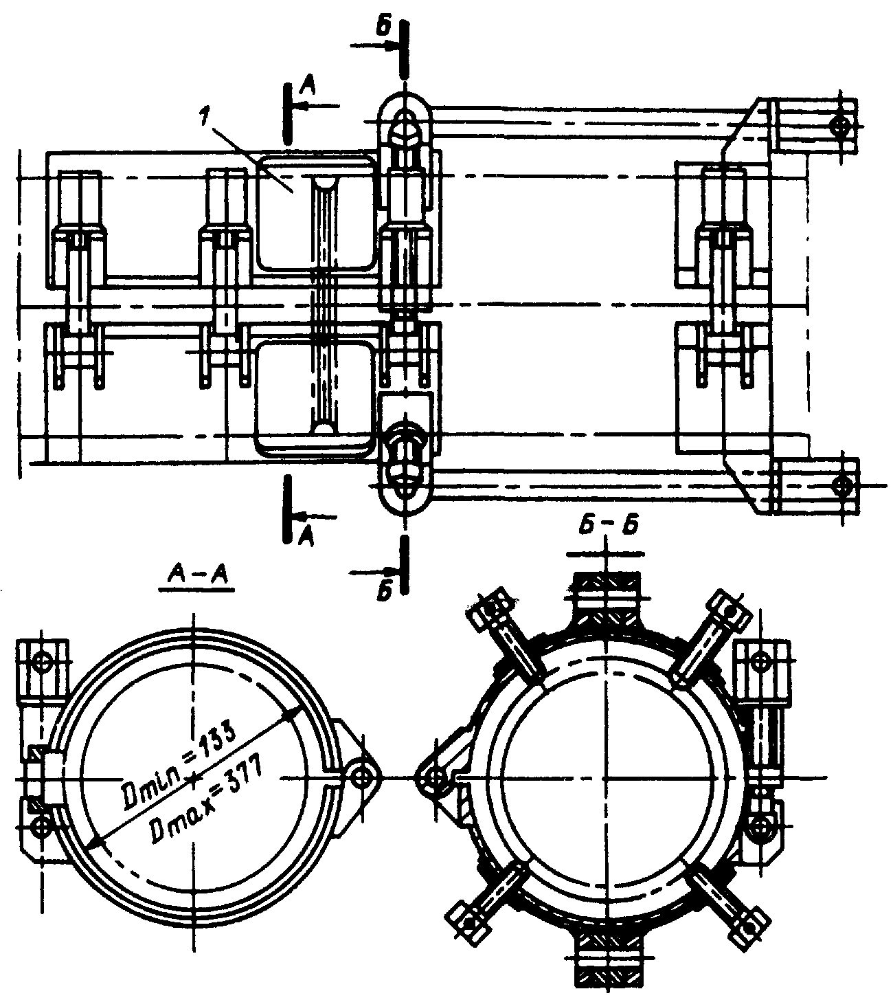 Б
А
1
А
Б
Б – Б
А – А
Dmin = 133
Dmax = 377